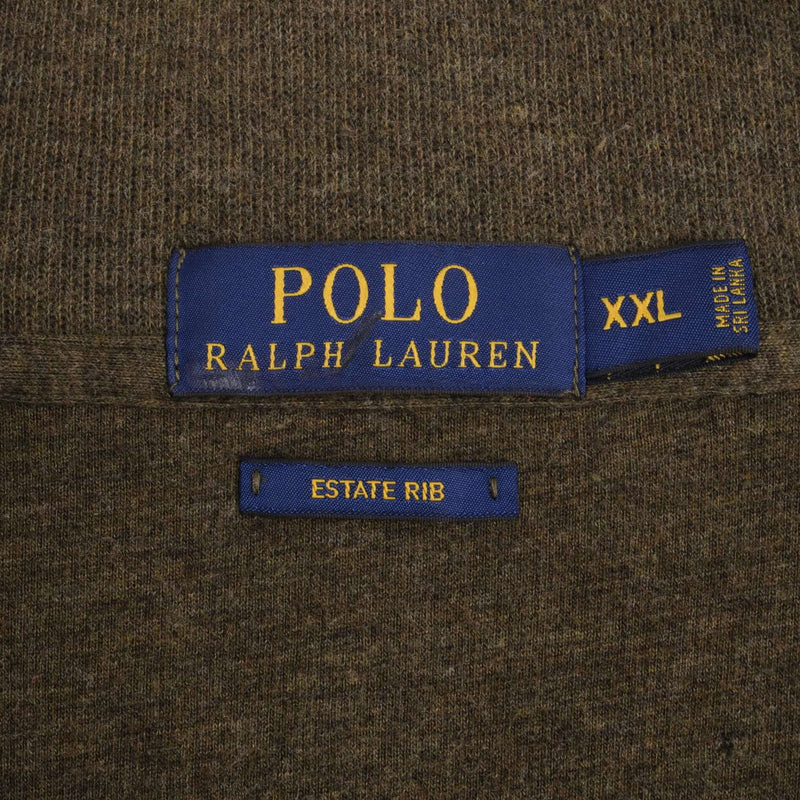 POLO
RALPH LAUREN
XXL
MADE IN
SRI LANKA
ESTATE RIB